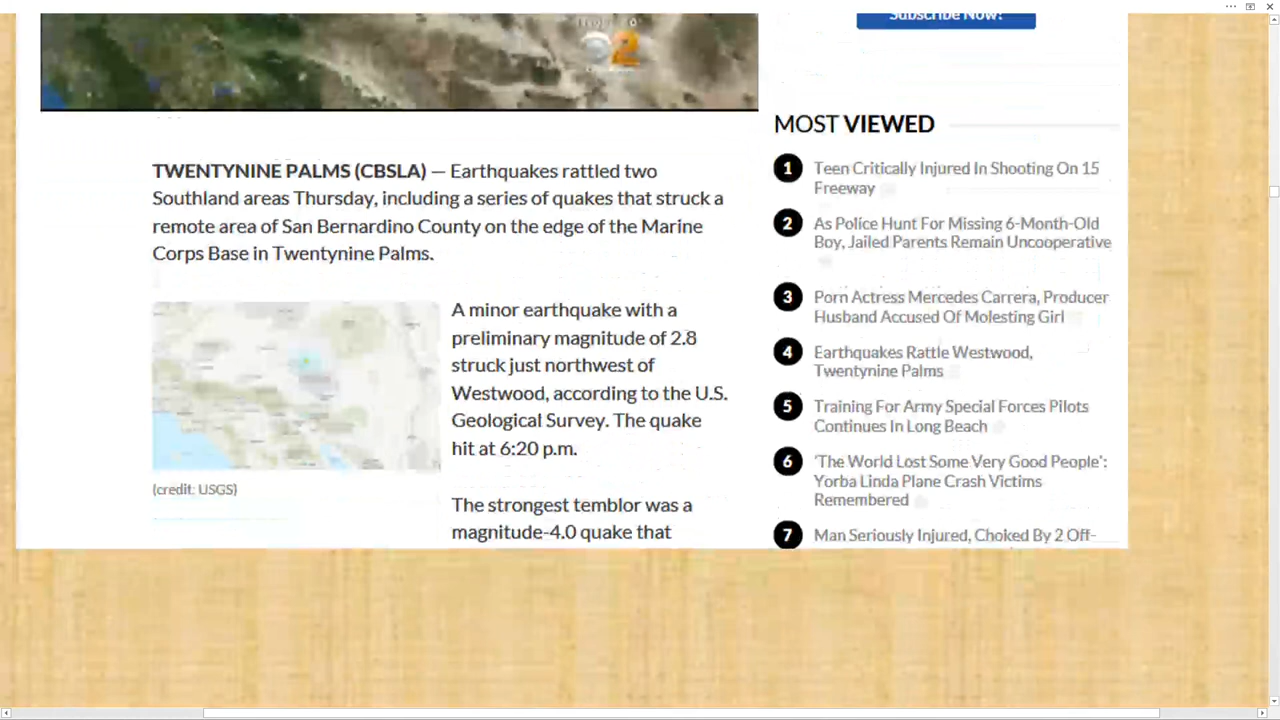 Subscribe Now!
2
MOST VIEWED
TWENTYNINE PALMS (CBSLA) — Earthquakes rattled two
Southland areas Thursday, including a series of quakes that struck a
remote area of San Bernardino County on the edge of the Marine
Corps Base in Twentynine Palms.
A minor earthquake with a
preliminary magnitude of 2.8
struck just northwest of
Westwood, according to the U.S.
Geological Survey. The quake
hit at 6:20 p.m.
(credit: USGS)
The strongest temblor was a
magnitude-4.0 quake that
1 Teen Critically Injured In Shooting On 15
Freeway
2 As Police Hunt For Missing 6-Month-Old
Boy, Jailed Parents Remain Uncooperative
3 Porn Actress Mercedes Carrera, Producer
Husband Accused Of Molesting Girl
4 Earthquakes Rattle Westwood,
Twentynine Palms
5 Training For Army Special Forces Pilots
Continues In Long Beach
6 'The World Lost Some Very Good People':
Yorba Linda Plane Crash Victims
Remembered
7 Man Seriously Injured, Choked By 2 Off-